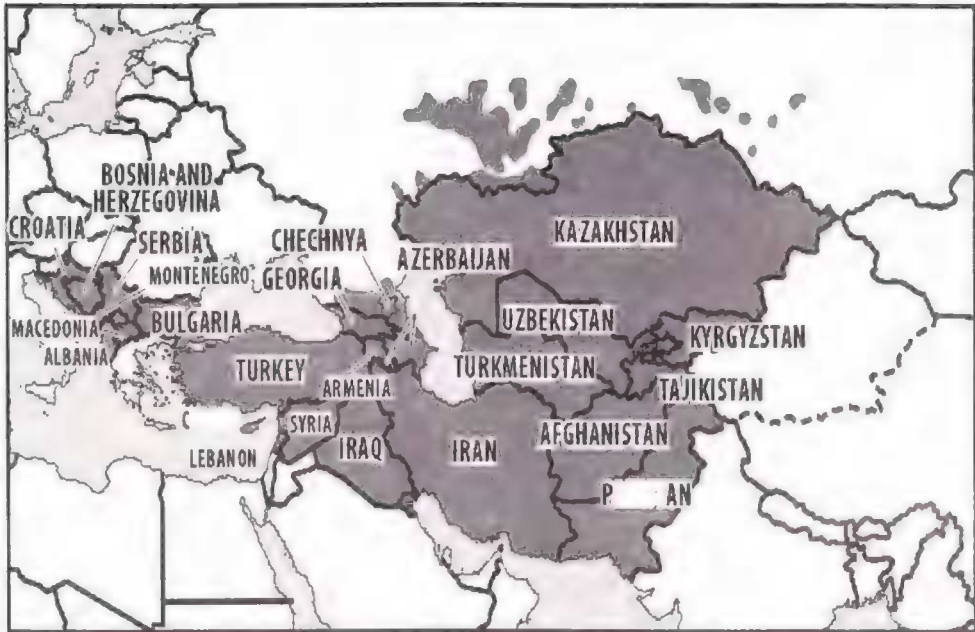 BOSNIA AND
HERZEGOVINA
CROATIA
SERBIA
CHECHNYA
KAZAKHSTAN
MONTENEGRO
GEORGIA
AZERBAIJAN
MACEDONIA
BULGARIA
UZBEKISTAN
KYRGYZSTAN
ALBANIA
TURKEY
TURKMENISTAN
ARMENIA
TAJIKISTAN
SYRIA
IRAQ
IRAN
AFGHANISTAN
LEBANON
P AN